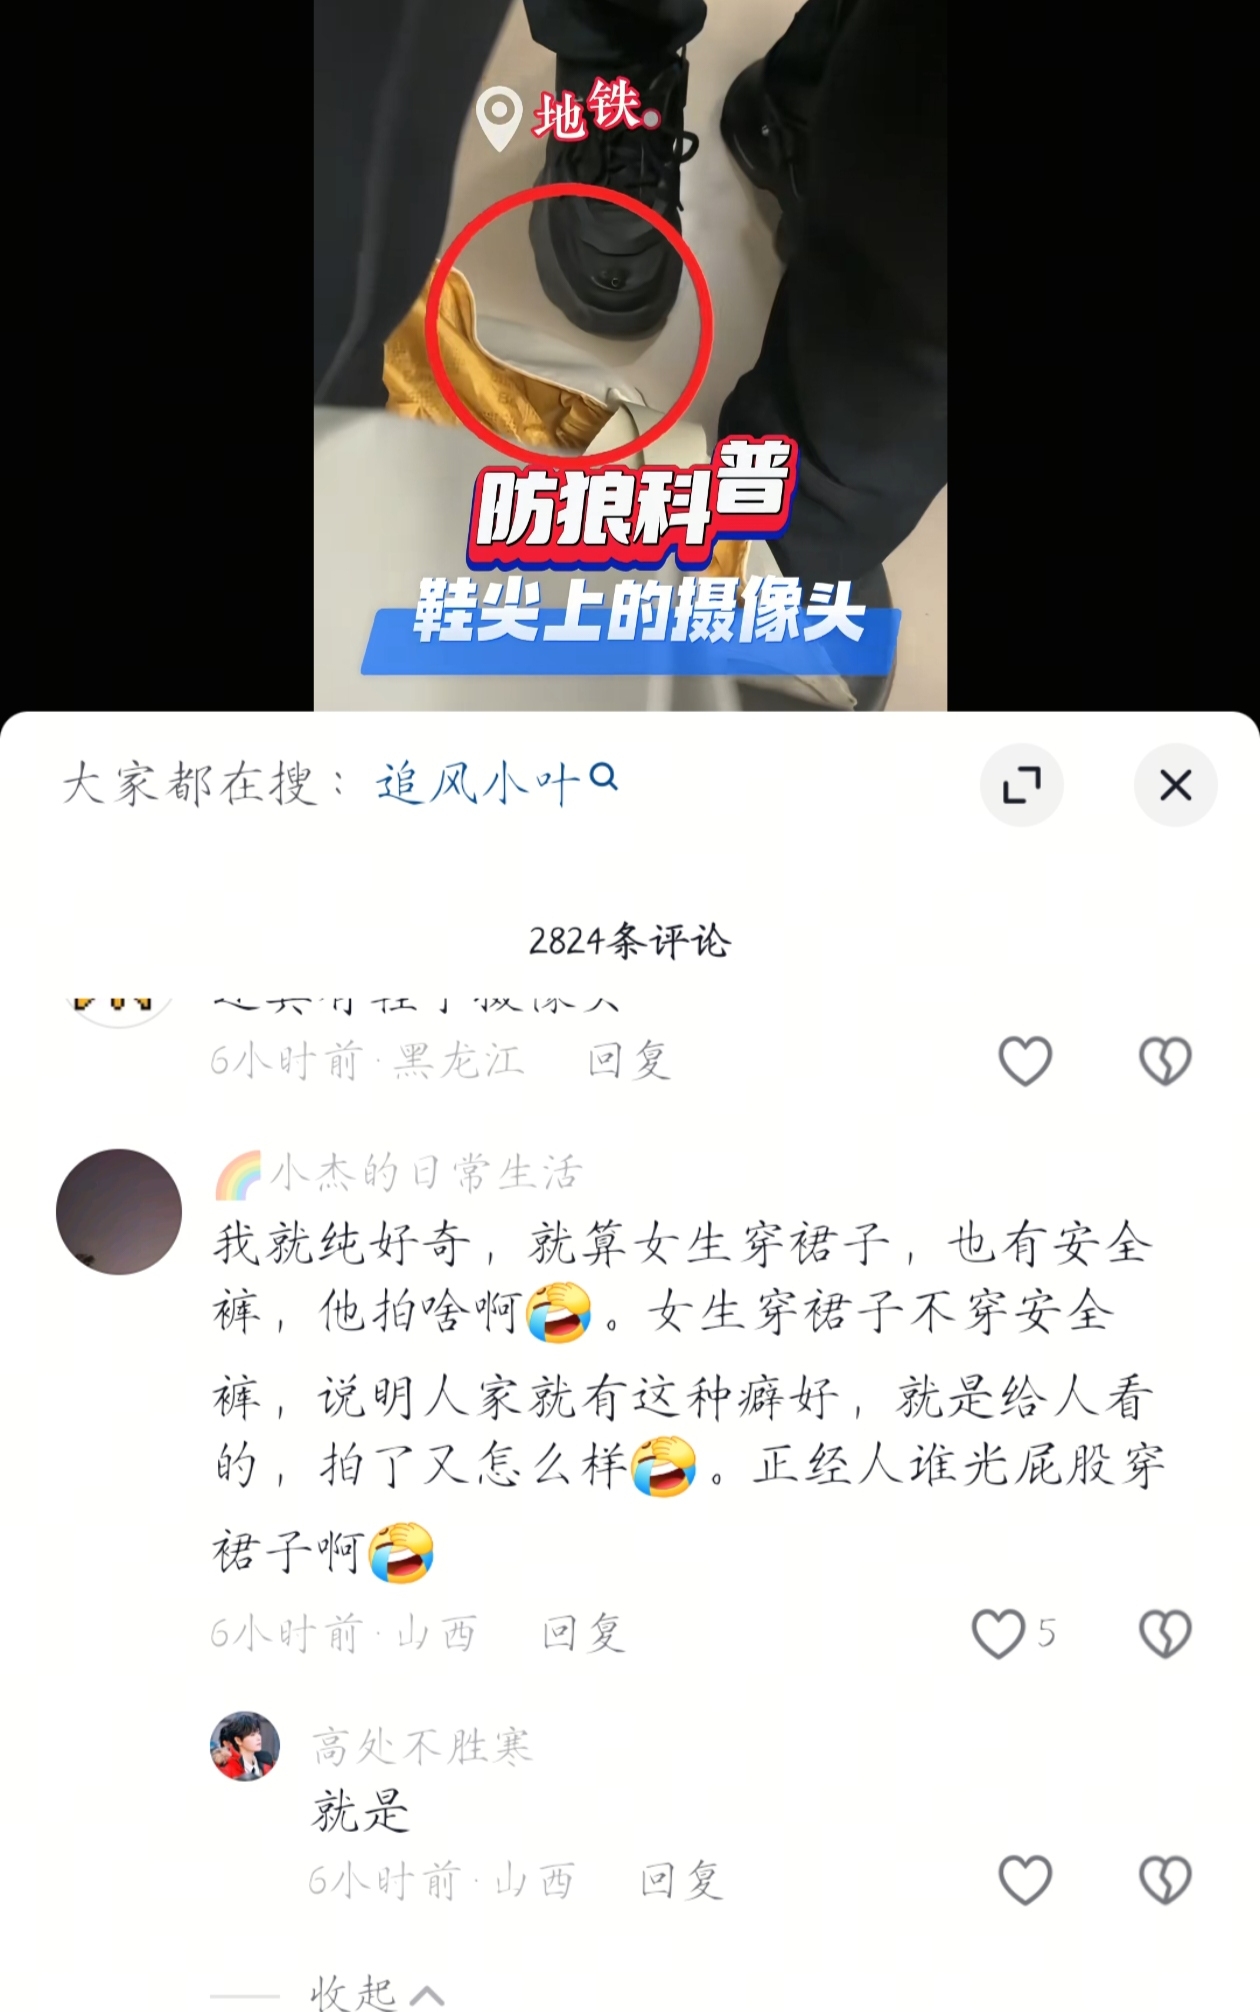 地铁
防狼科普
鞋尖上的摄像头
大家都在搜：追风小叶
2824条评论
6小时前·黑龙江 回复
🌈小杰的日常生活
我就纯好奇，就算女生穿裙子，也有安全
裤，他拍啥啊🤣。女生穿裙子不穿安全
裤，说明人家就有这种癖好，就是给人看
的，拍了又怎么样🤣。正经人谁光屁股穿
裙子啊🤣
6小时前·山西 回复
5
高处不胜寒
就是
6小时前·山西 回复
收起